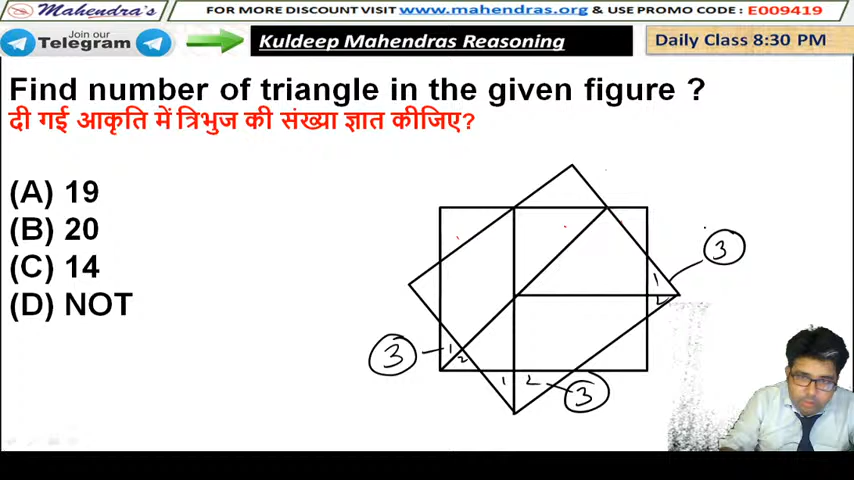 Mahendra's
FOR MORE DISCOUNT VISIT www.mahendras.org & USE PROMO CODE : E009419
Join our
Telegram
Kuldeep Mahendras Reasoning
Daily Class 8:30 PM
Find number of triangle in the given figure ?
दी गई आकृति में त्रिभुज की संख्या ज्ञात कीजिए?
(A) 19
(B) 20
(C) 14
(D) NOT
1
3
2
3
1
2
1
2
3